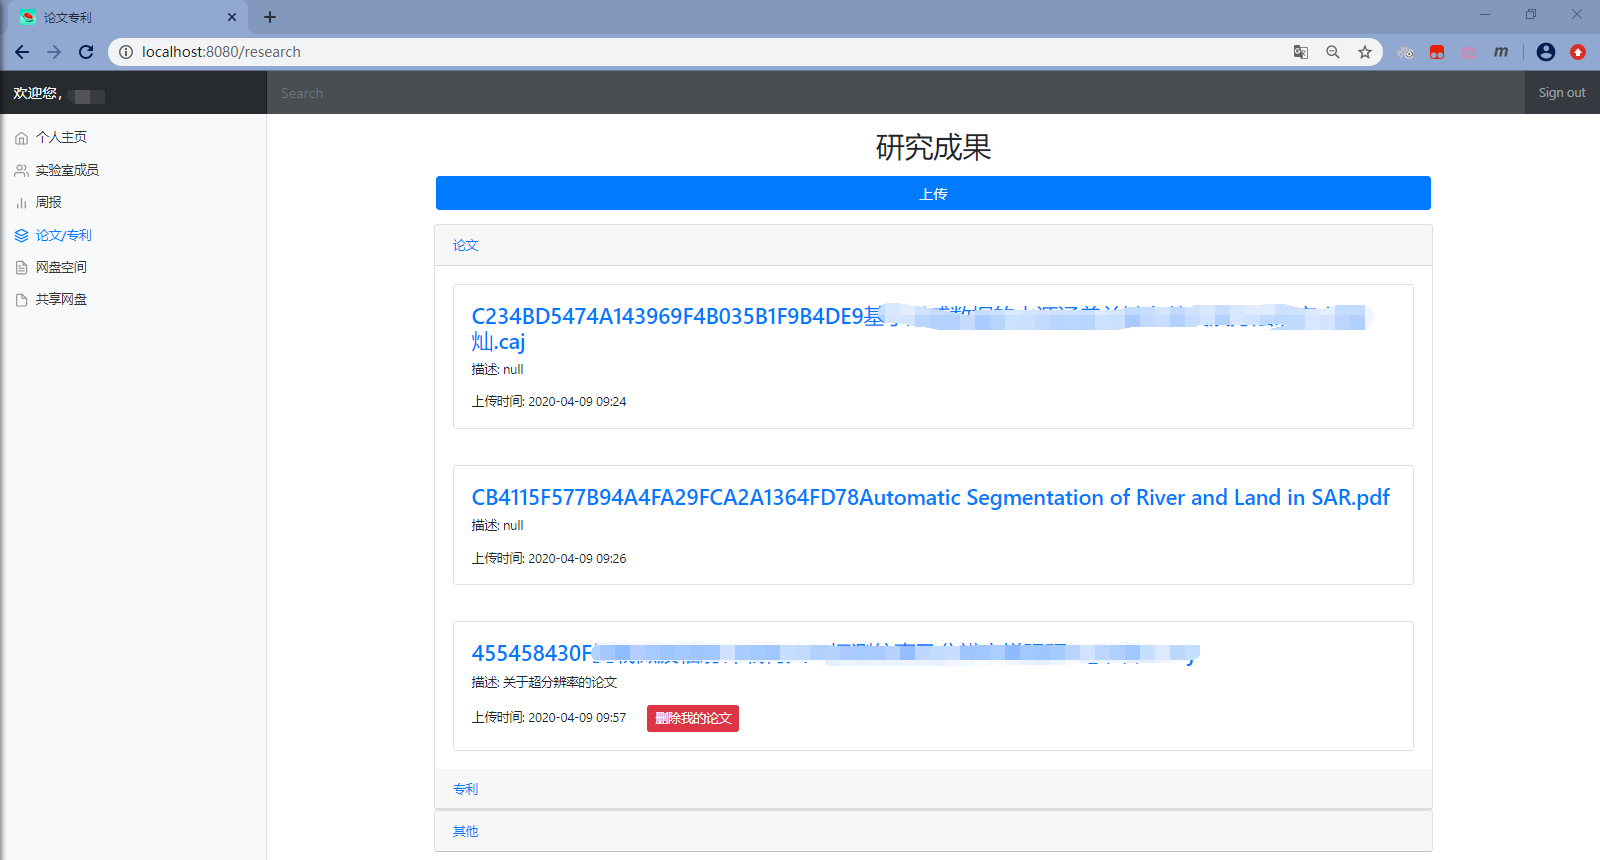 论文专利
localhost:8080/research
m
欢迎您，
Search
Sign out
个人主页
实验室成员
周报
论文/专利
网盘空间
共享网盘
研究成果
上传
论文
C234BD5474A143969F4B035B1F9B4DE9基
灿.caj
描述: null
上传时间: 2020-04-09 09:24
CB4115F577B94A4FA29FCA2A1364FD78Automatic Segmentation of River and Land in SAR.pdf
描述: null
上传时间: 2020-04-09 09:26
455458430F
描述: 关于超分辨率的论文
上传时间: 2020-04-09 09:57 删除我的论文
专利
其他